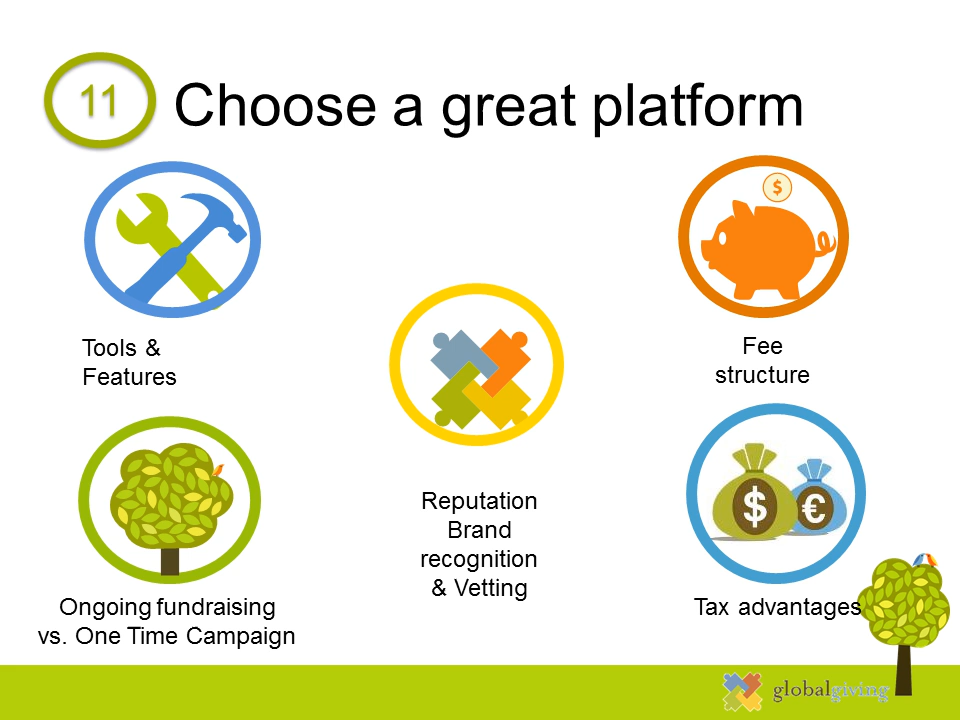 11
Choose a great platform
$
Tools &
Features
Fee
structure
Reputation
Brand
recognition
& Vetting
$
€
Ongoing fundraising
vs. One Time Campaign
Tax advantages
globalgiving